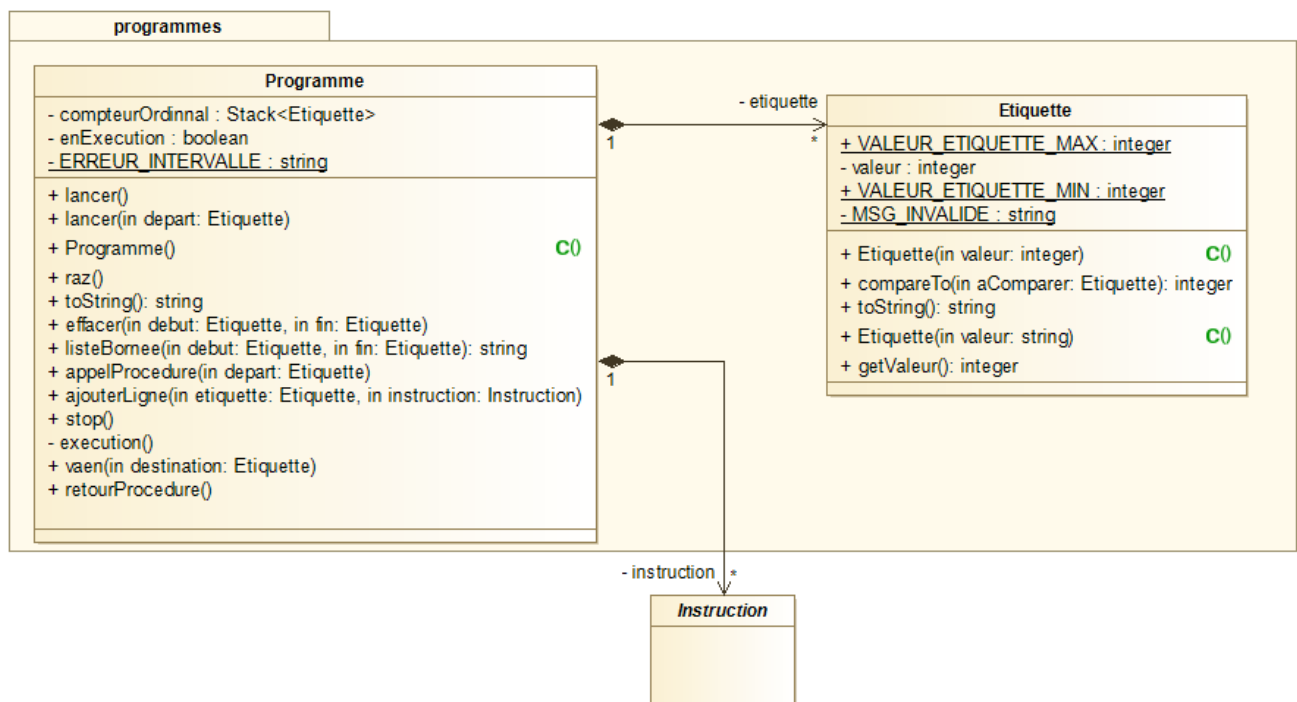 programmes
Programme
- compteurOrdinnal : Stack<Etiquette>
- enExecution : boolean
- ERREUR_INTERVALLE : string
+ lancer()
+ lancer(in depart: Etiquette)
+ Programme() C()
+ raz()
+ toString(): string
+ effacer(in debut: Etiquette, in fin: Etiquette)
+ listeBornee(in debut: Etiquette, in fin: Etiquette): string
+ appelProcedure(in depart: Etiquette)
+ ajouterLigne(in etiquette: Etiquette, in instruction: Instruction)
+ stop()
- execution()
+ vaen(in destination: Etiquette)
+ retourProcedure()
- etiquette
1 *
Etiquette
+ VALEUR_ETIQUETTE_MAX : integer
- valeur : integer
+ VALEUR_ETIQUETTE_MIN : integer
- MSG_INVALIDE : string
+ Etiquette(in valeur: integer) C()
+ compareTo(in aComparer: Etiquette): integer
+ toString(): string
+ Etiquette(in valeur: string) C()
+ getValeur(): integer
1
- instruction *
Instruction